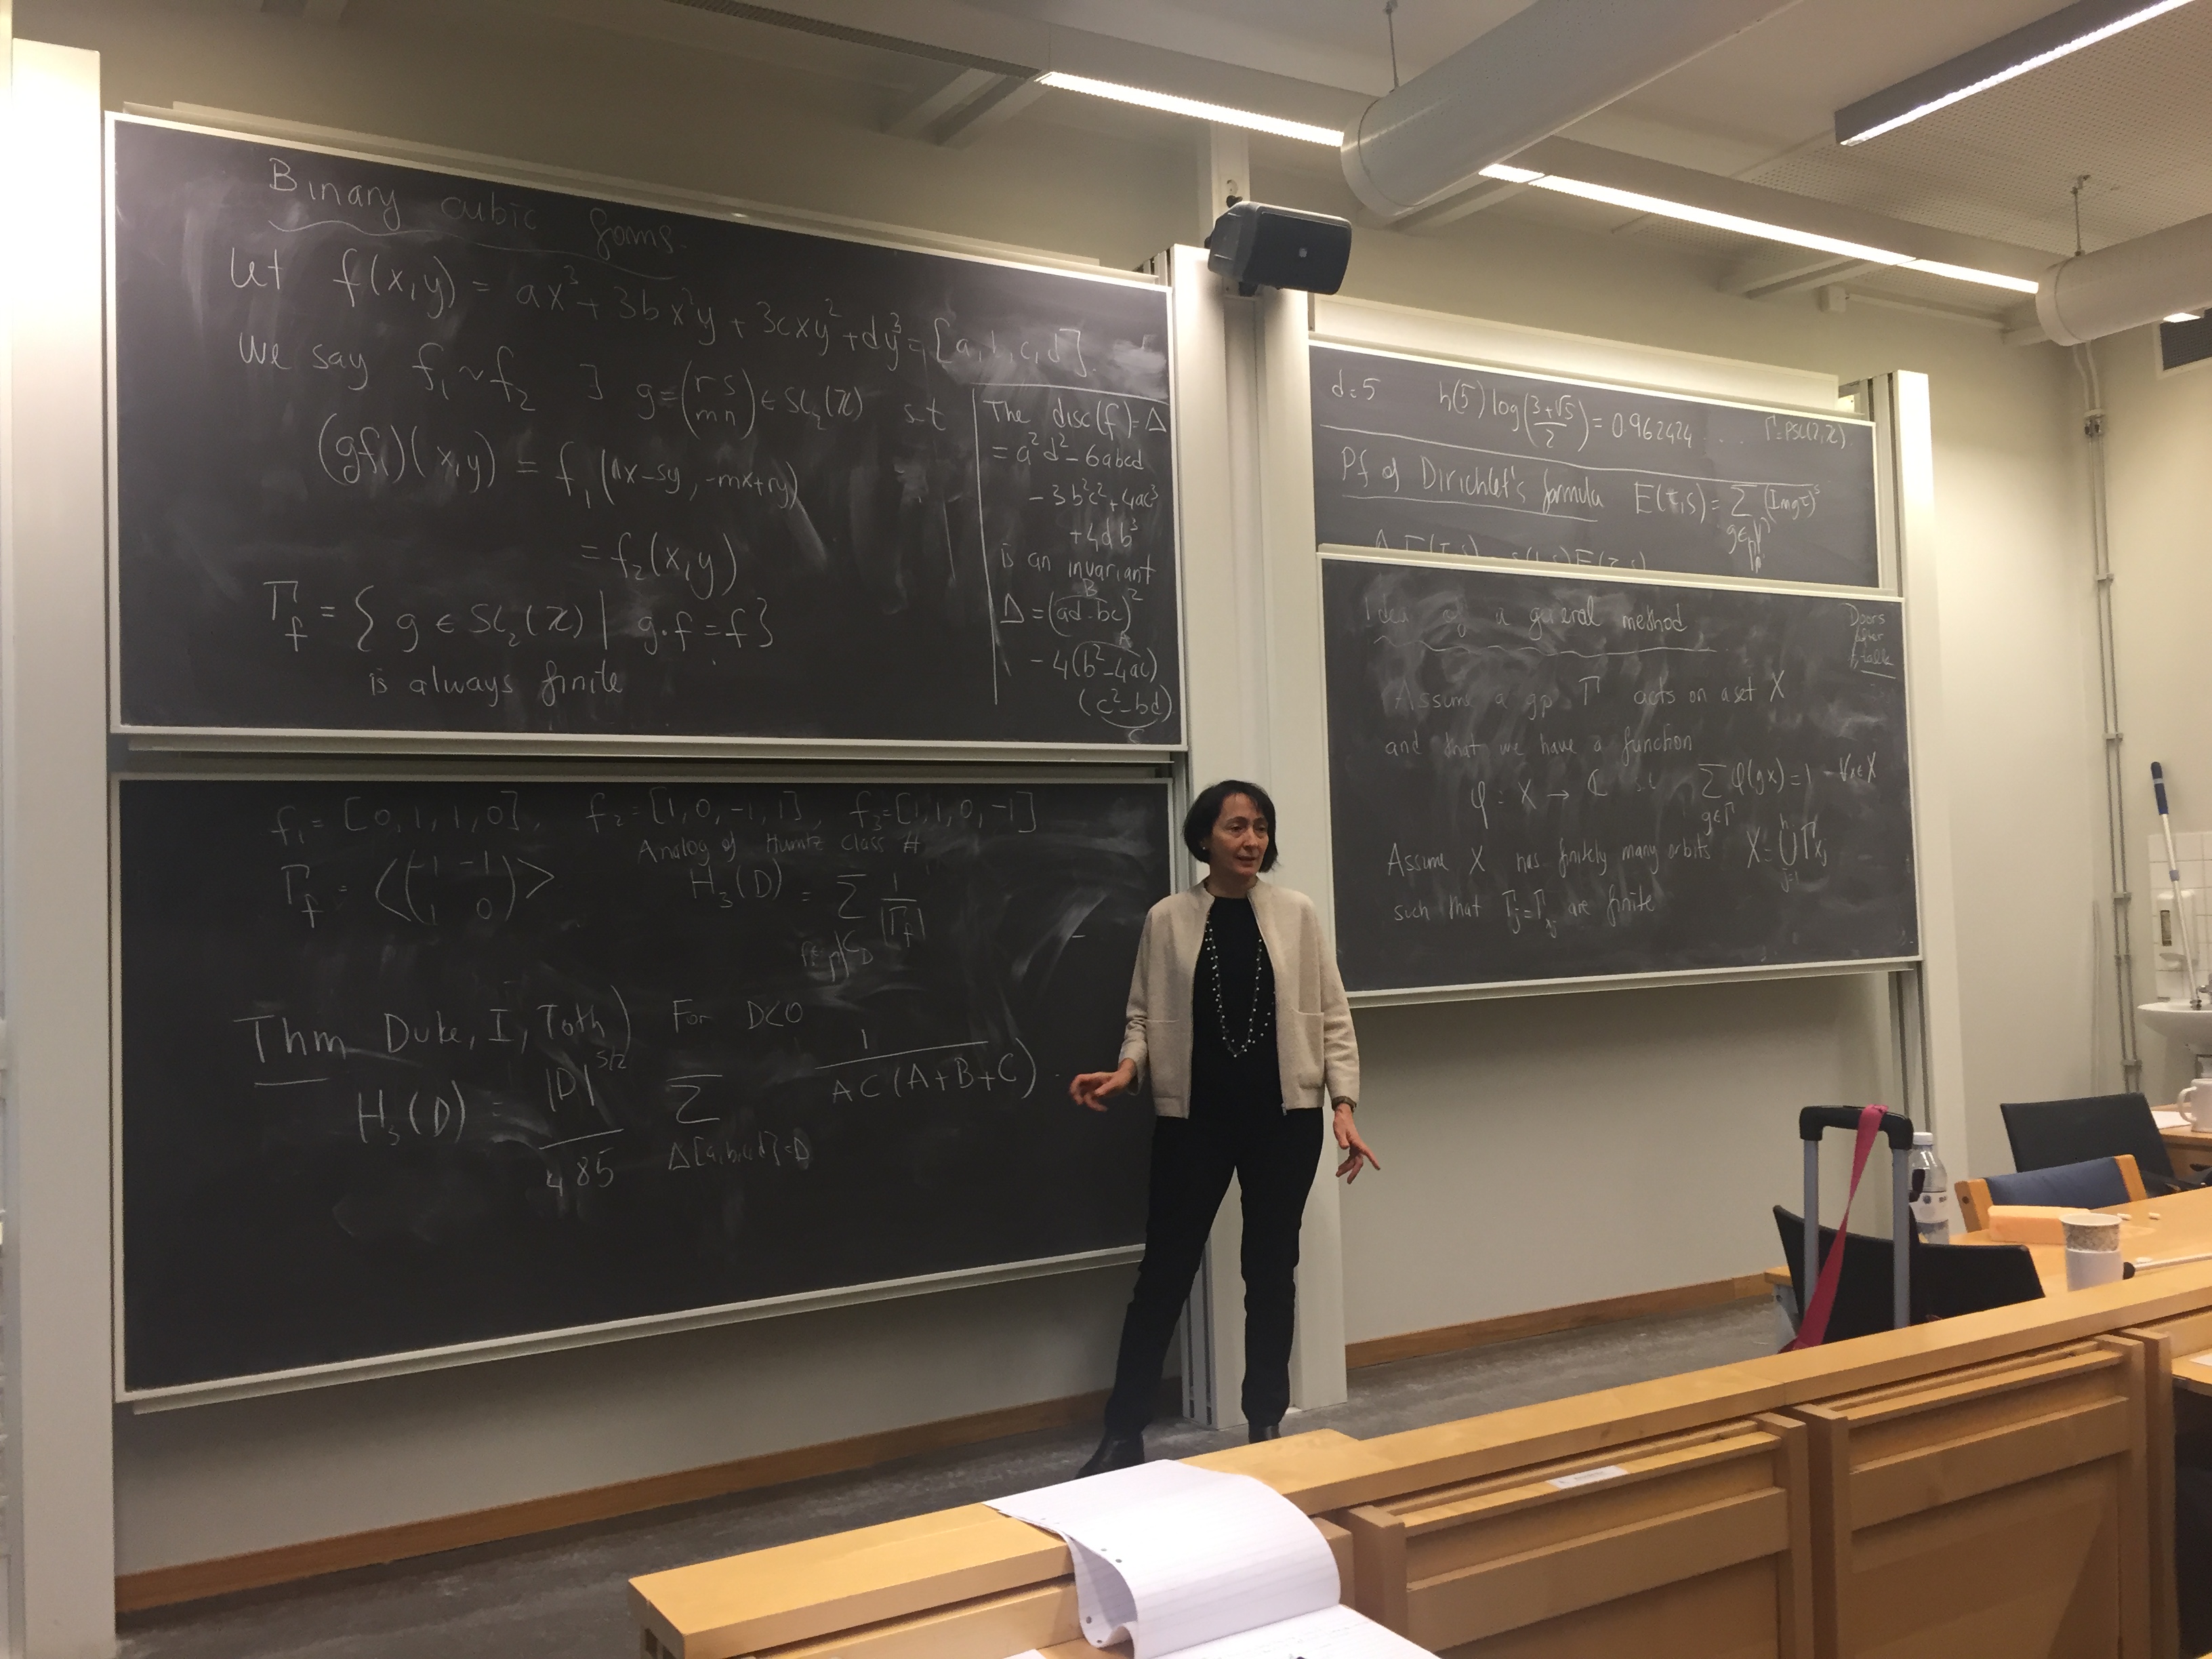 Binary cubic forms.
Let f(x,y) = ax³ + 3bx²y + 3cxy² + dy³ = [a,b,c,d].
We say f₁ ~ f₂ ∃ g = (r s m n) ∈ SL₂(ℤ) s.t
(gf₁)(x,y) = f₁(nx-sy, -mx+ry)
= f₂(x,y)
Γ_f = { g ∈ SL₂(ℤ) | g.f = f }
is always finite
The disc(f) = Δ
= a²d² - 6abcd
- 3b²c² + 4ac³
+ 4db³
is an invariant
B
Δ = (ad-bc)²
A
- 4(b²-4ac)
(c²-bd)
C
f₁ = [0,1,1,0], f₂ = [1,0,-1,1], f₃ = [1,1,0,-1]
Analog of Hurwitz class #
Γ_f = <(-1 -1 1 0)> H₃(D) = Σ 1/|Γ_f|
Thm Duke, I, Toth) For D<0
H₃(D) = |D|^5/2 / 485 Σ 1 / AC(A+B+C).
Δ[a,b,c,d]=D
d=5 h(5) log((3+√5)/2) = 0.962424... Γ=PSL(2,ℤ)
Pf of Dirichlet's formula E(τ,s) = Σ (Im gτ)^s
Idea of a general method
Doors
after
Assume a gp Γ acts on a set X
and that we have a function
φ : X → ℂ s.t. Σ φ(gx) = 1 ∀x∈X
g∈Γ
Assume X has finitely many orbits X = ⋃ Γx_j
j=1
such that Γ_j = Γ_{x_j} are finite